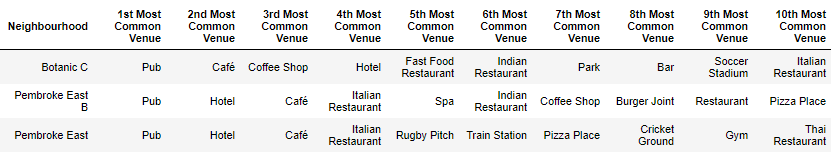 Neighbourhood 1st Most Common Venue 2nd Most Common Venue 3rd Most Common Venue 4th Most Common Venue 5th Most Common Venue 6th Most Common Venue 7th Most Common Venue 8th Most Common Venue 9th Most Common Venue 10th Most Common Venue
Botanic C Pub Café Coffee Shop Hotel Fast Food Restaurant Indian Restaurant Park Bar Soccer Stadium Italian Restaurant
Pembroke East B Pub Hotel Café Italian Restaurant Spa Indian Restaurant Coffee Shop Burger Joint Restaurant Pizza Place
Pembroke East Pub Hotel Café Italian Restaurant Rugby Pitch Train Station Pizza Place Cricket Ground Gym Thai Restaurant